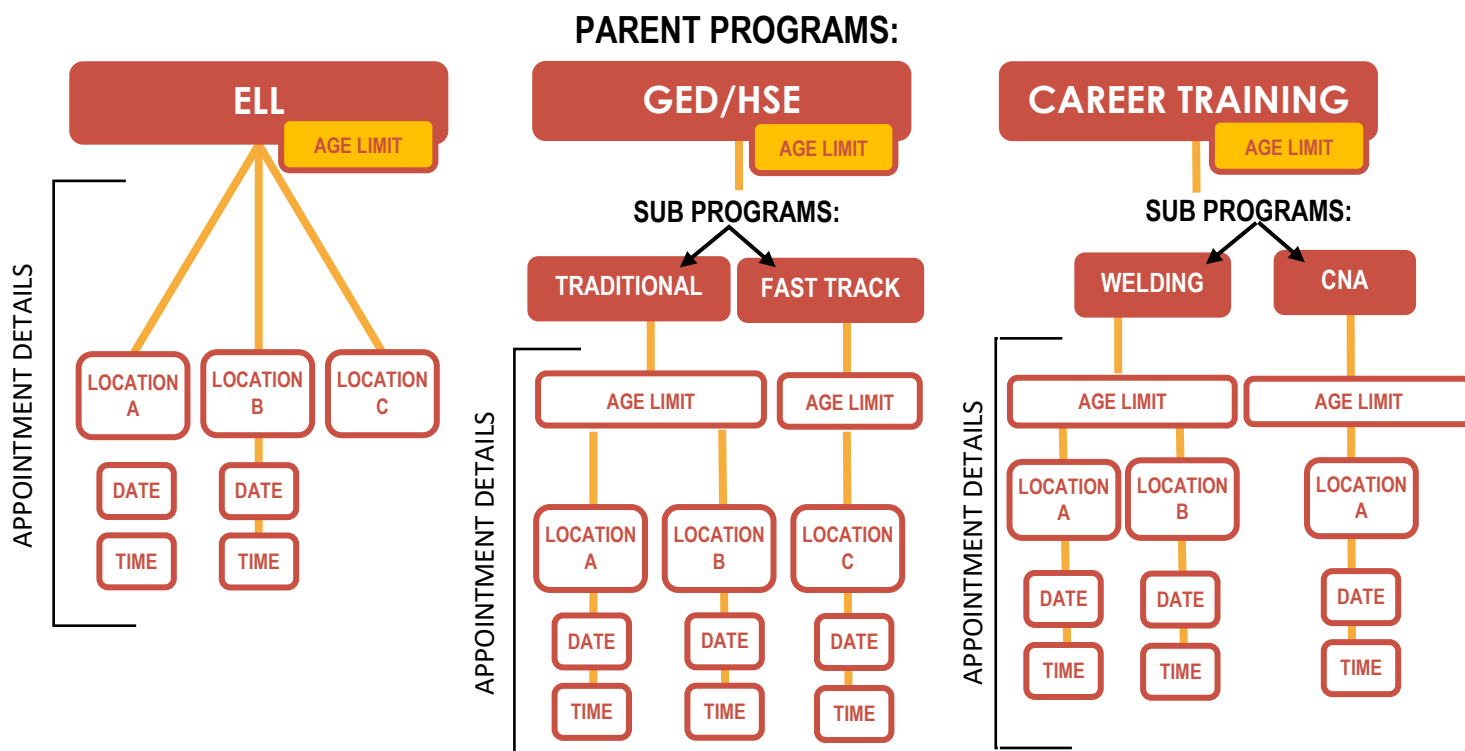 PARENT PROGRAMS:
ELL
AGE LIMIT
APPOINTMENT DETAILS
LOCATION
A
LOCATION
B
LOCATION
C
DATE
DATE
TIME
TIME
GED/HSE
AGE LIMIT
SUB PROGRAMS:
TRADITIONAL
FAST TRACK
APPOINTMENT DETAILS
AGE LIMIT
AGE LIMIT
LOCATION
A
LOCATION
B
LOCATION
C
DATE
DATE
DATE
TIME
TIME
TIME
CAREER TRAINING
AGE LIMIT
SUB PROGRAMS:
WELDING
CNA
APPOINTMENT DETAILS
AGE LIMIT
AGE LIMIT
LOCATION
A
LOCATION
B
LOCATION
A
DATE
DATE
DATE
TIME
TIME
TIME